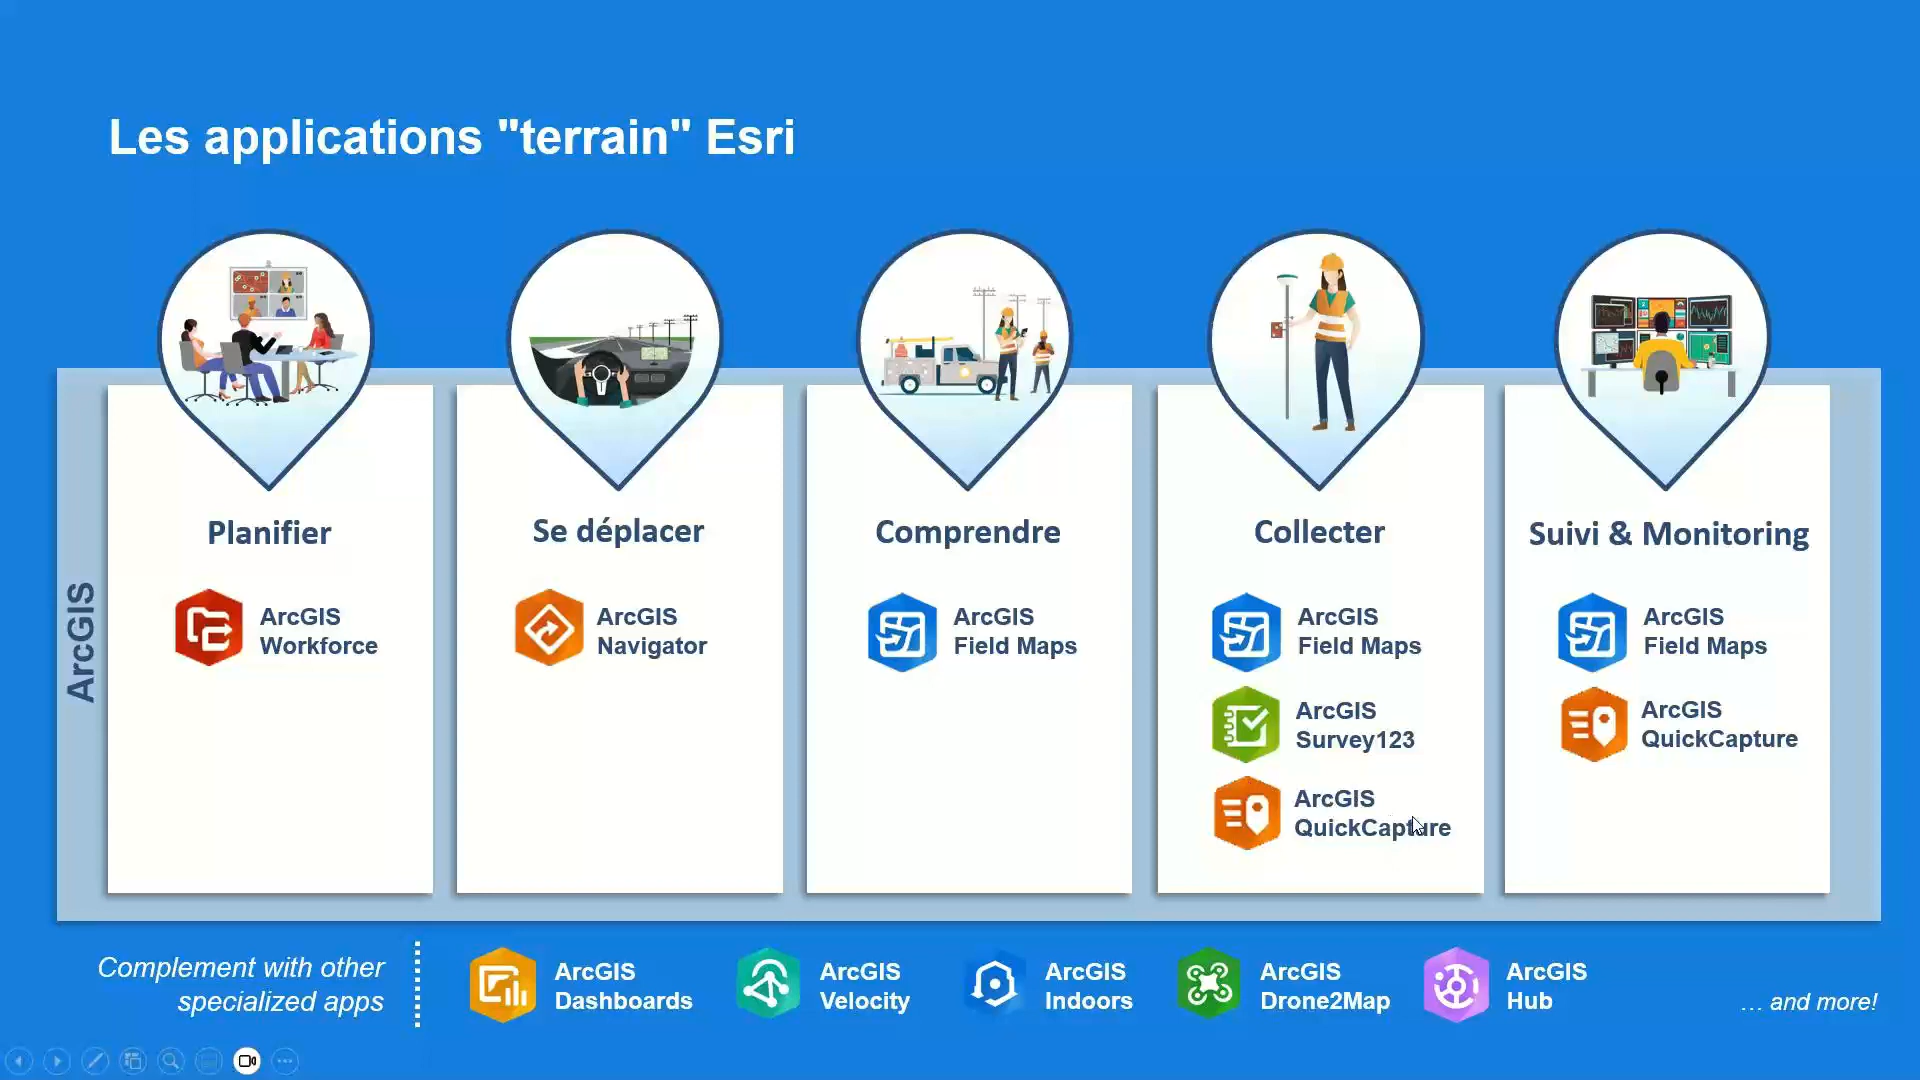 Les applications "terrain" Esri
ArcGIS
Planifier
ArcGIS
Workforce
Se déplacer
ArcGIS
Navigator
Comprendre
ArcGIS
Field Maps
Collecter
ArcGIS
Field Maps
ArcGIS
Survey123
ArcGIS
QuickCapture
Suivi & Monitoring
ArcGIS
Field Maps
ArcGIS
QuickCapture
Complement with other
specialized apps
ArcGIS
Dashboards
ArcGIS
Velocity
ArcGIS
Indoors
ArcGIS
Drone2Map
ArcGIS
Hub
... and more!